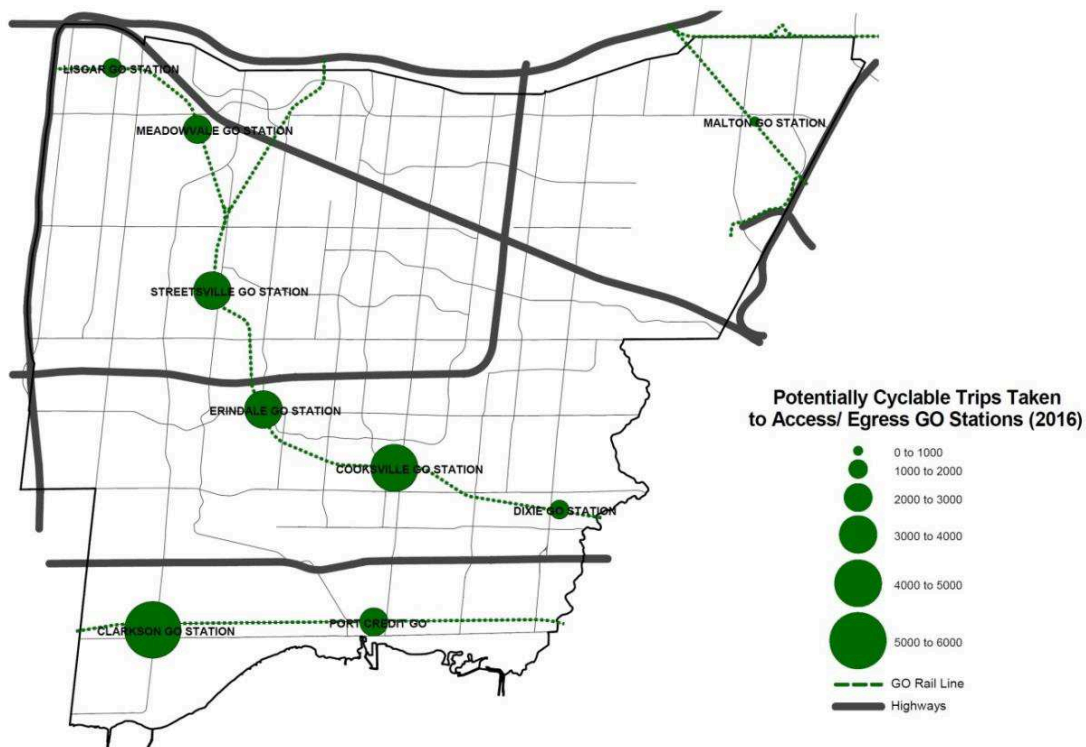 LISGAR GO STATION
MEADOWVALE GO STATION
MALTON GO STATION
STREETSVILLE GO STATION
ERINDALE GO STATION
COOKSVILLE GO STATION
DIXIE GO STATION
CLARKSON GO STATION
PORT CREDIT GO
Potentially Cyclable Trips Taken
to Access/ Egress GO Stations (2016)
0 to 1000
1000 to 2000
2000 to 3000
3000 to 4000
4000 to 5000
5000 to 6000
GO Rail Line
Highways